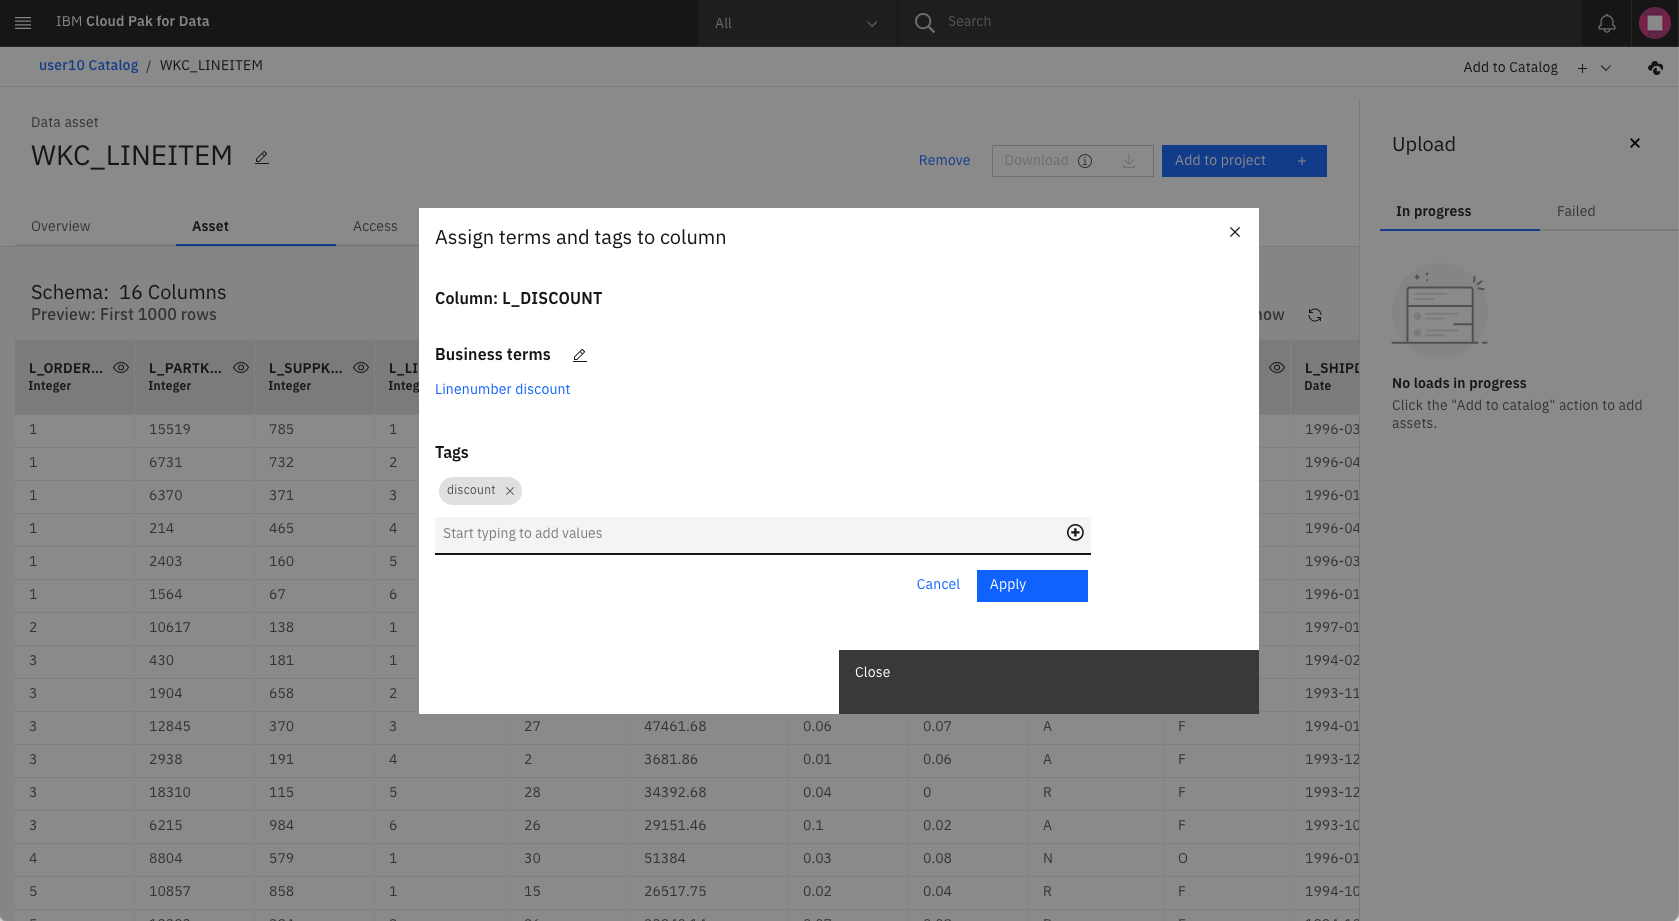 IBM Cloud Pak for Data
All
Search
user10 Catalog / WKC_LINEITEM
Add to Catalog +
Data asset
WKC_LINEITEM
Remove
Download
Add to project +
Upload
Overview Asset Access
In progress Failed
Assign terms and tags to column
Column: L_DISCOUNT
Business terms
Linenumber discount
Tags
discount
Start typing to add values
Cancel Apply
Close
Schema: 16 Columns
Preview: First 1000 rows
No loads in progress
Click the "Add to catalog" action to add
assets.
L_ORDER... L_PARTK... L_SUPPK... L_LI L_SHIPD
Integer Integer Integer Integ Date
1 15519 785 1 1996-03
1 6731 732 2 1996-04
1 6370 371 3 1996-01
1 214 465 4 1996-04
1 2403 160 5 1996-03
1 1564 67 6 1996-01
2 10617 138 1 1997-01
3 430 181 1 1994-02
3 1904 658 2 1993-11
3 12845 370 3 27 47461.68 0.06 0.07 A F 1994-01
3 2938 191 4 2 3681.86 0.01 0.06 A F 1993-12
3 18310 115 5 28 34392.68 0.04 0 R F 1993-12
3 6215 984 6 26 29151.46 0.1 0.02 A F 1993-10
4 8804 579 1 30 51384 0.03 0.08 N O 1996-01
5 10857 858 1 15 26517.75 0.02 0.04 R F 1994-10